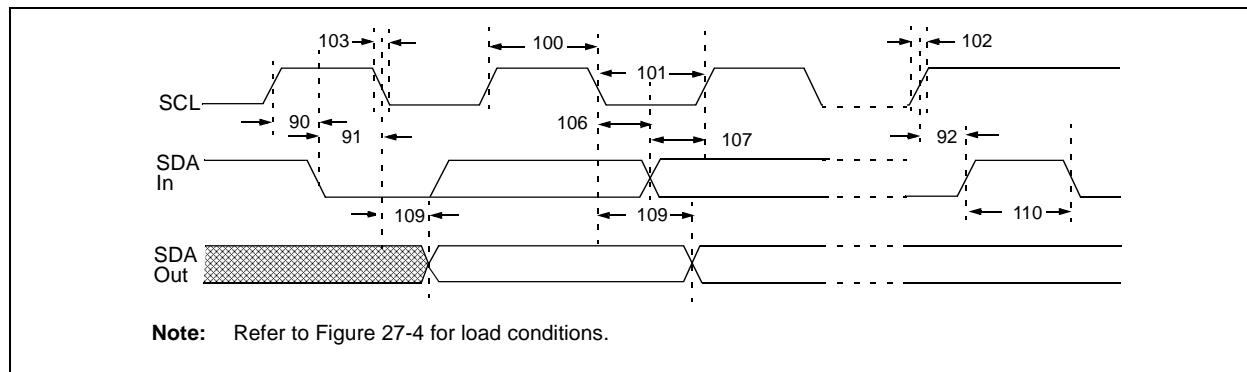 103
100
102
101
SCL
90
91
106
107
92
SDA
In
109
109
110
SDA
Out
Note: Refer to Figure 27-4 for load conditions.